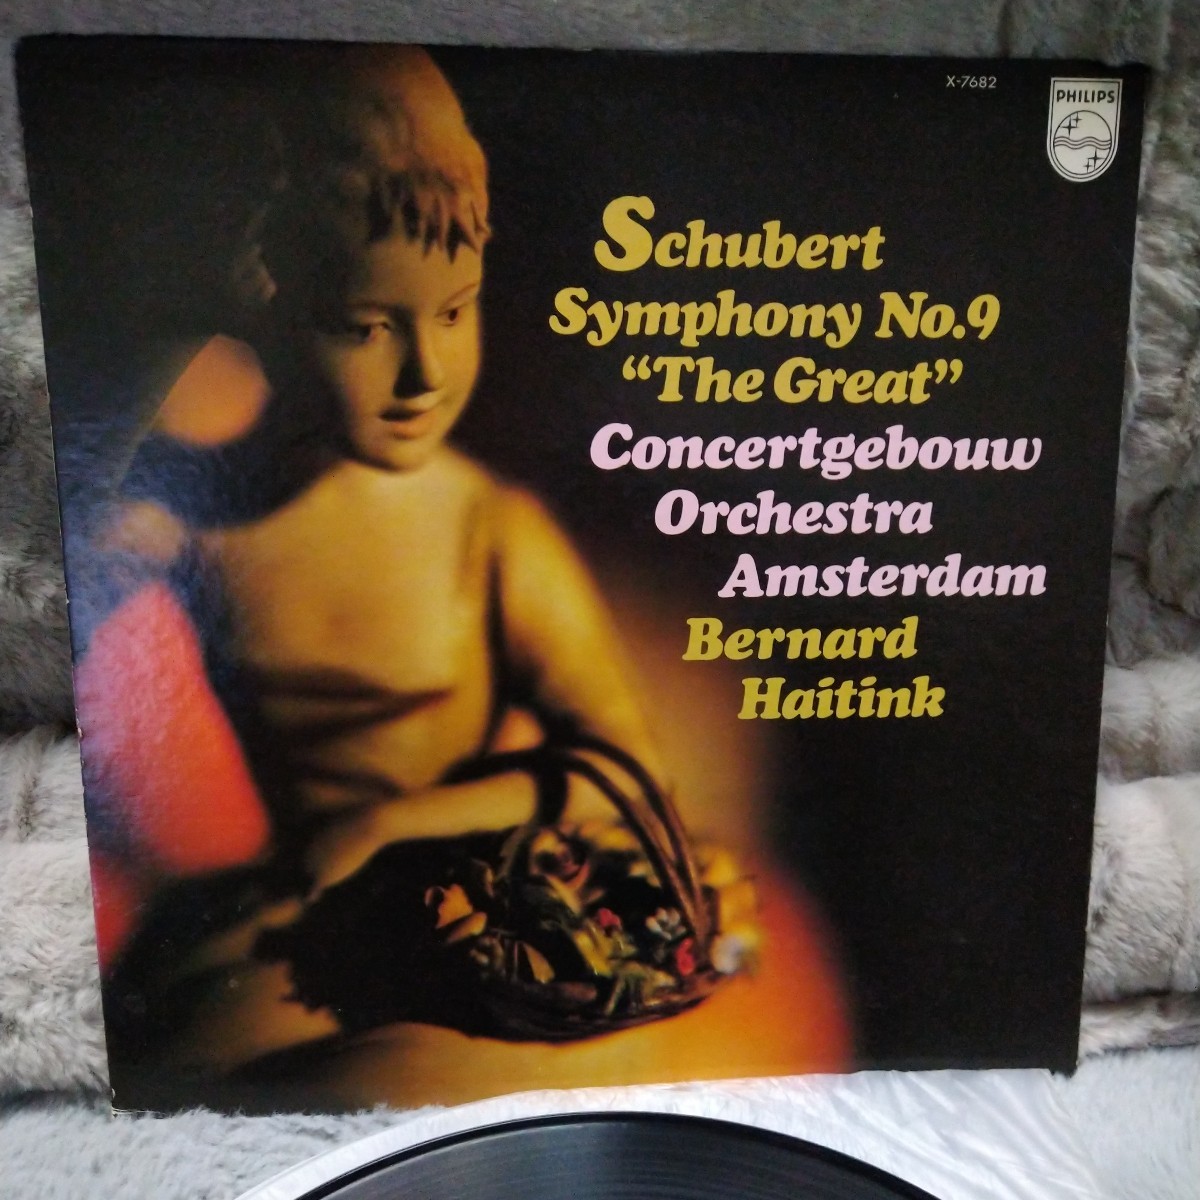 X-7682
PHILIPS
Schubert
Symphony No.9
“The Great”
Concertgebouw
Orchestra
Amsterdam
Bernard
Haitink